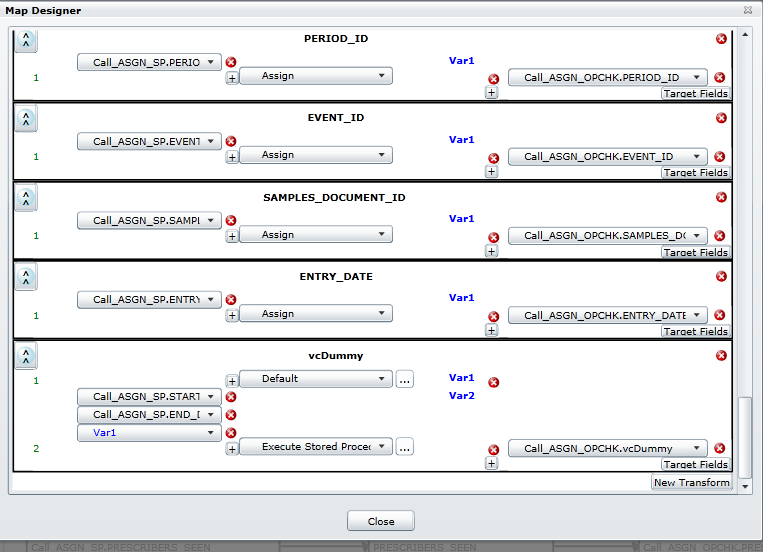 Map Designer
PERIOD_ID
Call_ASGN_SP.PERIO
Var1
1
+
Assign
Call_ASGN_OPCHK.PERIOD_ID
+
Target Fields
EVENT_ID
Call_ASGN_SP.EVENT
Var1
1
+
Assign
Call_ASGN_OPCHK.EVENT_ID
+
Target Fields
SAMPLES_DOCUMENT_ID
Call_ASGN_SP.SAMPL
Var1
1
+
Assign
Call_ASGN_OPCHK.SAMPLES_DO
+
Target Fields
ENTRY_DATE
Call_ASGN_SP.ENTRY
Var1
1
+
Assign
Call_ASGN_OPCHK.ENTRY_DATE
+
Target Fields
vcDummy
1
+
Default
...
Var1
Call_ASGN_SP.START
Var2
Call_ASGN_SP.END_D
Var1
2
+
Execute Stored Proced
...
Call_ASGN_OPCHK.vcDummy
+
Target Fields
New Transform
Close
Call_ASGN_SP.PRESCRIBERS_SEEN
PRESCRIBERS_SEEN
Call_ASGN_OPCHK.PRE